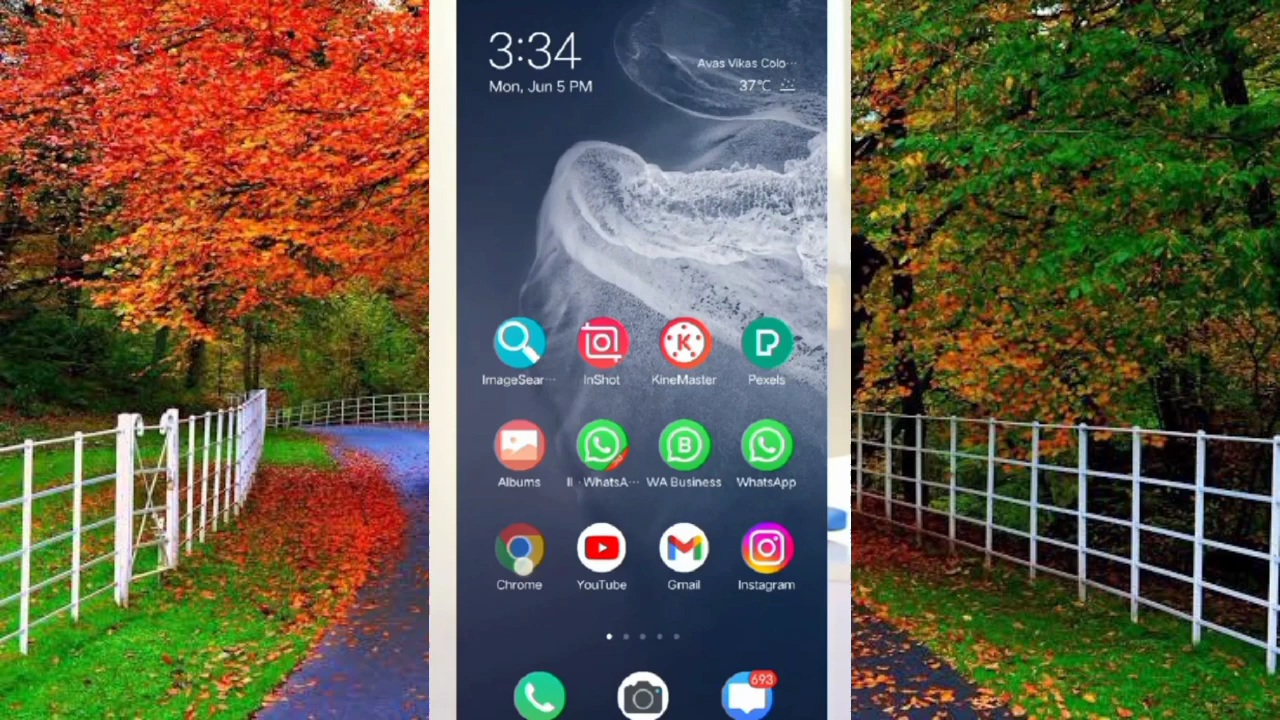 3:34
Mon, Jun 5 PM
Avas Vikas Colo···
37°C
ImageSear···
InShot
K
KineMaster
Pexels
Albums
II · WhatsA···
B
WA Business
WhatsApp
Chrome
YouTube
Gmail
Instagram
693